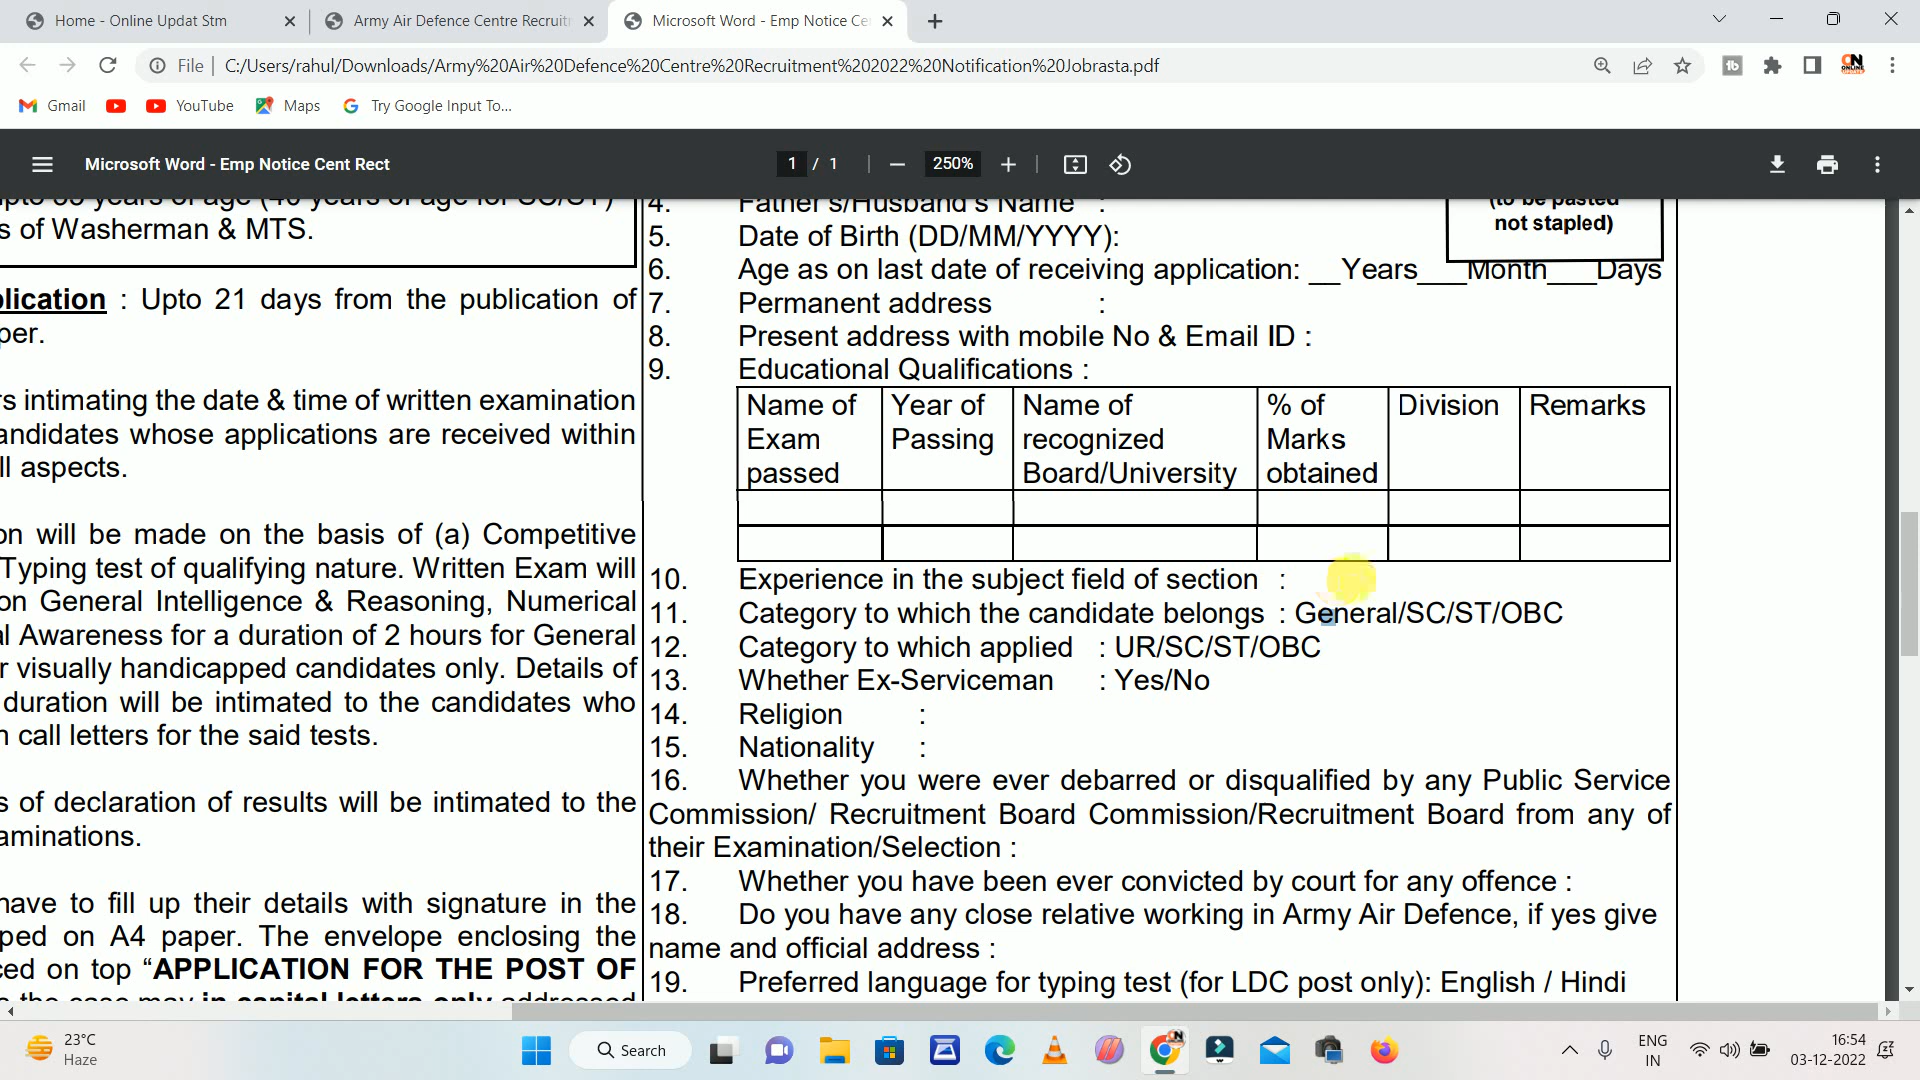 Home - Online Updat Stm
Army Air Defence Centre Recruit
Microsoft Word - Emp Notice Ce
File
C:/Users/rahul/Downloads/Army%20Air%20Defence%20Centre%20Recruitment%202022%20Notification%20Jobrasta.pdf
Gmail
YouTube
Maps
Try Google Input To...
Microsoft Word - Emp Notice Cent Rect
1 / 1
250%
s of Washerman & MTS.
plication : Upto 21 days from the publication of
per.
rs intimating the date & time of written examination
andidates whose applications are received within
ll aspects.
on will be made on the basis of (a) Competitive
Typing test of qualifying nature. Written Exam will
on General Intelligence & Reasoning, Numerical
al Awareness for a duration of 2 hours for General
r visually handicapped candidates only. Details of
duration will be intimated to the candidates who
n call letters for the said tests.
s of declaration of results will be intimated to the
aminations.
have to fill up their details with signature in the
ped on A4 paper. The envelope enclosing the
ced on top “APPLICATION FOR THE POST OF
in capital letters only addressed
4. Father's/Husband's Name :
(to be pasted
not stapled)
5. Date of Birth (DD/MM/YYYY):
6. Age as on last date of receiving application: __Years___Month___Days
7. Permanent address :
8. Present address with mobile No & Email ID :
9. Educational Qualifications :
Name of Exam passed
Year of Passing
Name of recognized Board/University
% of Marks obtained
Division
Remarks
10. Experience in the subject field of section :
11. Category to which the candidate belongs : General/SC/ST/OBC
12. Category to which applied : UR/SC/ST/OBC
13. Whether Ex-Serviceman : Yes/No
14. Religion :
15. Nationality :
16. Whether you were ever debarred or disqualified by any Public Service
Commission/ Recruitment Board Commission/Recruitment Board from any of
their Examination/Selection :
17. Whether you have been ever convicted by court for any offence :
18. Do you have any close relative working in Army Air Defence, if yes give
name and official address :
19. Preferred language for typing test (for LDC post only): English / Hindi
23°C
Haze
Search
ENG
IN
16:54
03-12-2022